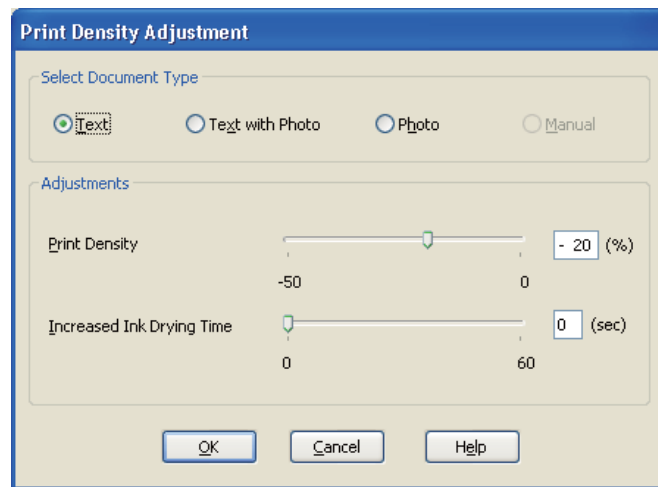 Print Density Adjustment
Select Document Type
Text Text with Photo Photo Manual
Adjustments
Print Density - 20 (%)
-50 0
Increased Ink Drying Time 0 (sec)
0 60
OK Cancel Help